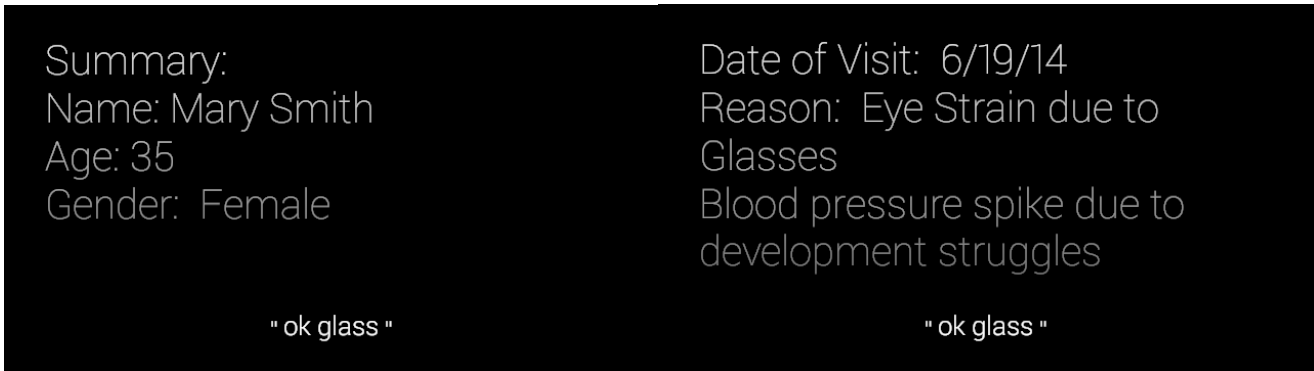 Summary:
Name: Mary Smith
Age: 35
Gender:  Female
" ok glass "
Date of Visit:  6/19/14
Reason:  Eye Strain due to
Glasses
Blood pressure spike due to
development struggles
" ok glass "